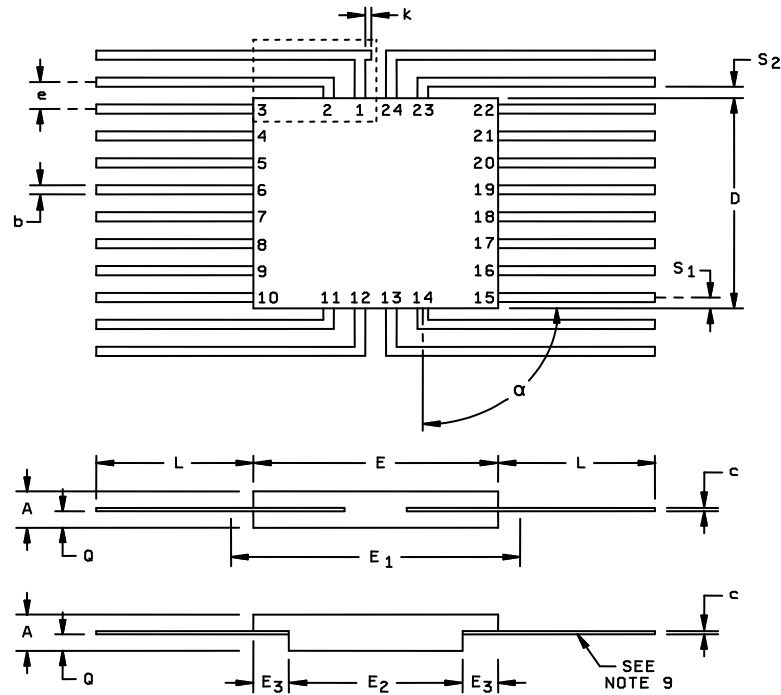 k
S2
e
3 2 1 24 23 22
4 21
5 20
6 19
b
D
7 18
8 17
9 16
S1
10 11 12 13 14 15
α
L E L
c
A
Q
E1
c
A
Q
E3 E2 E3
SEE
NOTE 9